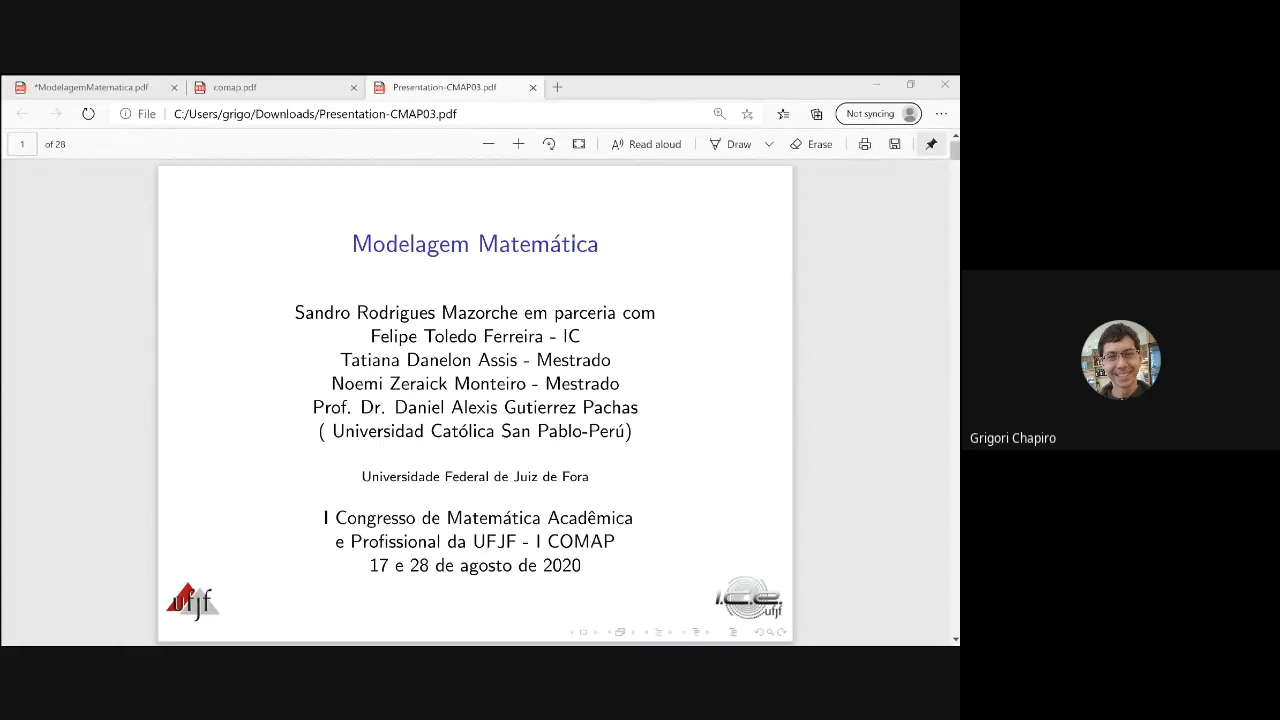 *ModelagemMatematica.pdf
comap.pdf
Presentation-CMAP03.pdf
File
C:/Users/grigo/Downloads/Presentation-CMAP03.pdf
Not syncing
1 of 28
Read aloud
Draw
Erase
Modelagem Matemática
Sandro Rodrigues Mazorche em parceria com
Felipe Toledo Ferreira - IC
Tatiana Danelon Assis - Mestrado
Noemi Zeraick Monteiro - Mestrado
Prof. Dr. Daniel Alexis Gutierrez Pachas
( Universidad Católica San Pablo-Perú)
Universidade Federal de Juiz de Fora
I Congresso de Matemática Acadêmica
e Profissional da UFJF - I COMAP
17 e 28 de agosto de 2020
ufjf
I.C.e.
ufjf
Grigori Chapiro